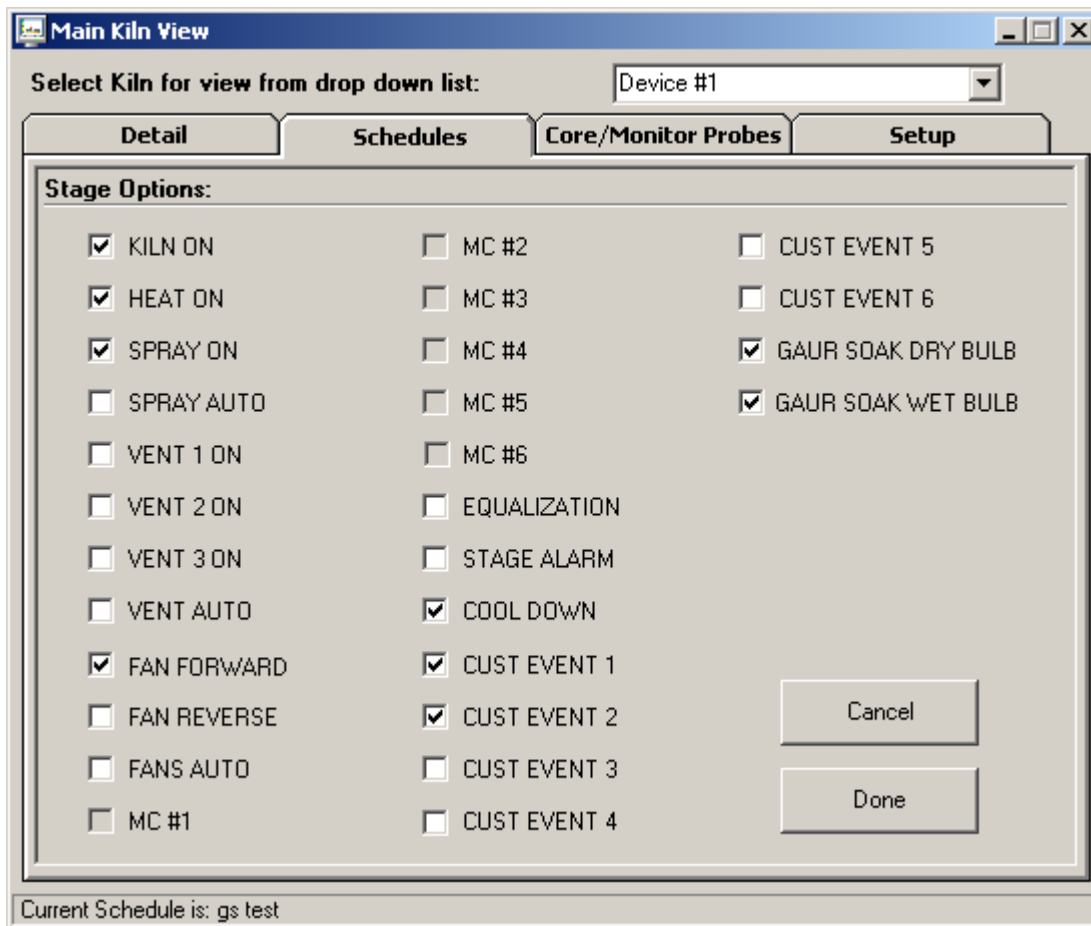 Main Kiln View
Select Kiln for view from drop down list:
Device #1
Detail
Schedules
Core/Monitor Probes
Setup
Stage Options:
KILN ON
HEAT ON
SPRAY ON
SPRAY AUTO
VENT 1 ON
VENT 2 ON
VENT 3 ON
VENT AUTO
FAN FORWARD
FAN REVERSE
FANS AUTO
MC #1
MC #2
MC #3
MC #4
MC #5
MC #6
EQUALIZATION
STAGE ALARM
COOL DOWN
CUST EVENT 1
CUST EVENT 2
CUST EVENT 3
CUST EVENT 4
CUST EVENT 5
CUST EVENT 6
GAUR SOAK DRY BULB
GAUR SOAK WET BULB
Cancel
Done
Current Schedule is: gs test